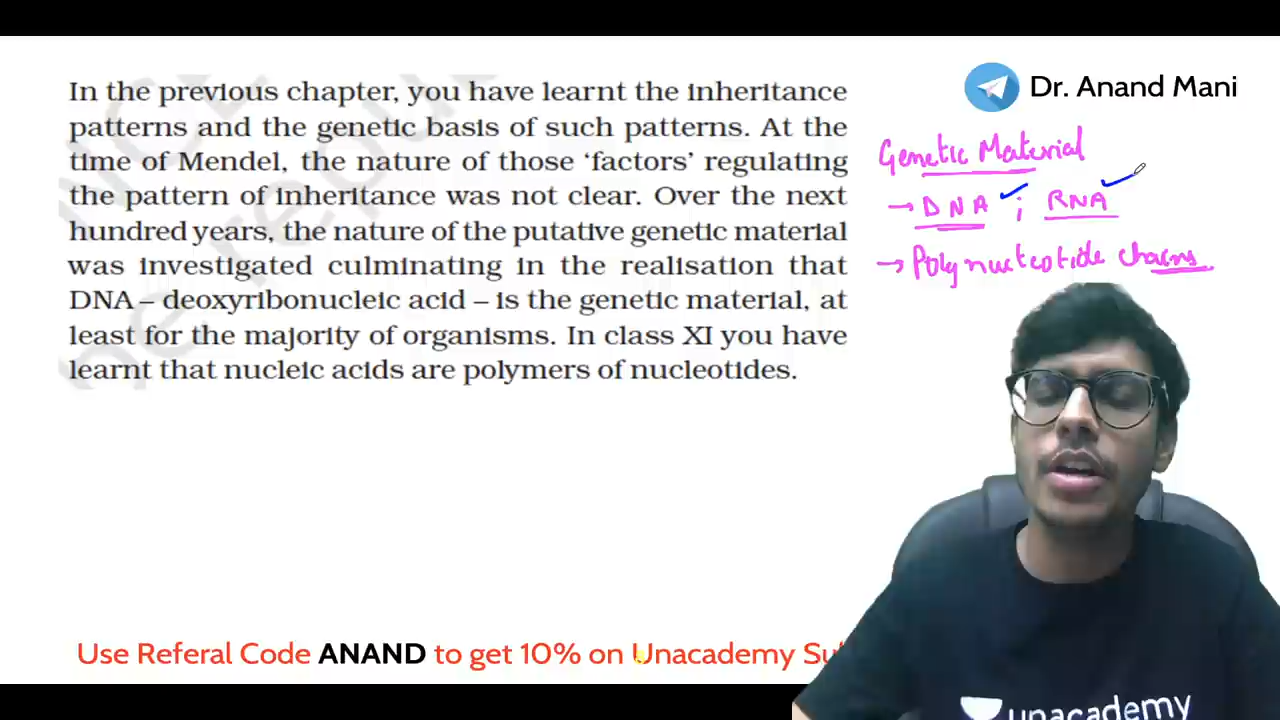 In the previous chapter, you have learnt the inheritance
patterns and the genetic basis of such patterns. At the
time of Mendel, the nature of those ‘factors’ regulating
the pattern of inheritance was not clear. Over the next
hundred years, the nature of the putative genetic material
was investigated culminating in the realisation that
DNA – deoxyribonucleic acid – is the genetic material, at
least for the majority of organisms. In class XI you have
learnt that nucleic acids are polymers of nucleotides.
Dr. Anand Mani
Genetic Material
→ DNA ✓ ; RNA ✓
→ Polynucleotide chains
Use Referal Code ANAND to get 10% on Unacademy
unacademy